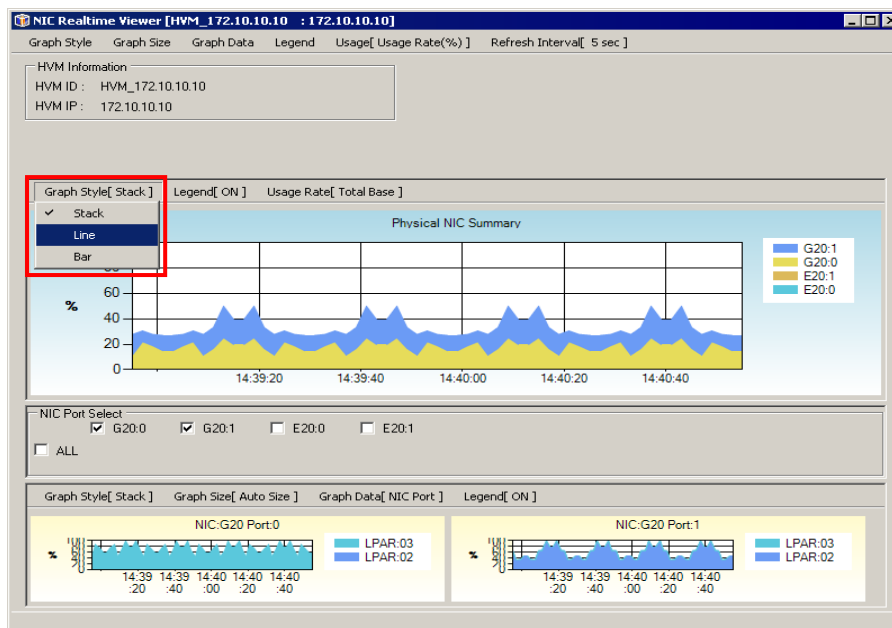 NIC Realtime Viewer [HVM_172.10.10.10 : 172.10.10.10]
Graph Style Graph Size Graph Data Legend Usage[ Usage Rate(%) ] Refresh Interval[ 5 sec ]
HVM Information
HVM ID : HVM_172.10.10.10
HVM IP : 172.10.10.10
Graph Style[ Stack ] Legend[ ON ] Usage Rate[ Total Base ]
Stack
Line
Bar
Physical NIC Summary
G20:1
G20:0
E20:1
E20:0
%
60
40
20
0
14:39:20 14:39:40 14:40:00 14:40:20 14:40:40
NIC Port Select
G20:0 G20:1 E20:0 E20:1
ALL
Graph Style[ Stack ] Graph Size[ Auto Size ] Graph Data[ NIC Port ] Legend[ ON ]
NIC:G20 Port:0
%
LPAR:03
LPAR:02
14:39 14:39 14:40 14:40 14:40
:20 :40 :00 :20 :40
NIC:G20 Port:1
%
LPAR:03
LPAR:02
14:39 14:39 14:40 14:40 14:40
:20 :40 :00 :20 :40